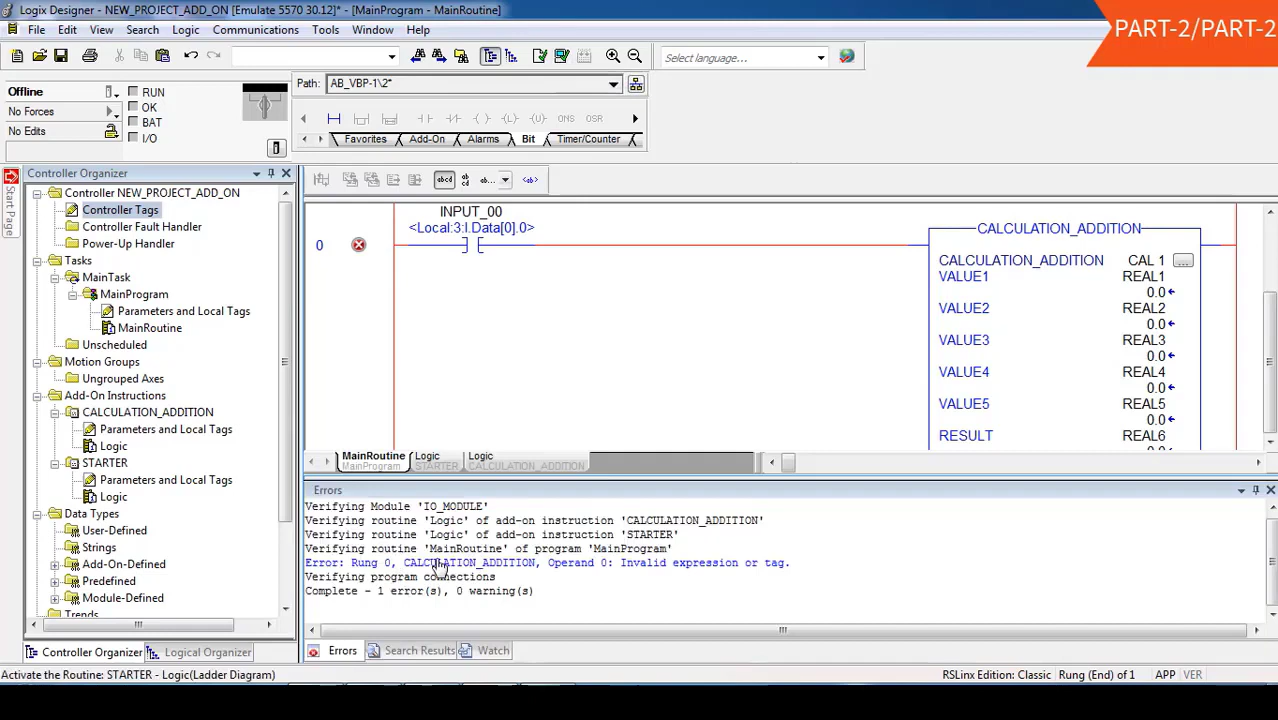 Logix Designer - NEW_PROJECT_ADD_ON [Emulate 5570 30.12]* - [MainProgram - MainRoutine]
PART-2/PART-2
File Edit View Search Logic Communications Tools Window Help
Select language...
Offline
RUN
No Forces
OK
No Edits
BAT
I/O
Path: AB_VBP-1\2*
ONS OSR
Favorites Add-On Alarms Bit Timer/Counter
Start Page
Controller Organizer
Controller NEW_PROJECT_ADD_ON
Controller Tags
Controller Fault Handler
Power-Up Handler
Tasks
MainTask
MainProgram
Parameters and Local Tags
MainRoutine
Unscheduled
Motion Groups
Ungrouped Axes
Add-On Instructions
CALCULATION_ADDITION
Parameters and Local Tags
Logic
STARTER
Parameters and Local Tags
Logic
Data Types
User-Defined
Strings
Add-On-Defined
Predefined
Module-Defined
Trends
Controller Organizer Logical Organizer
INPUT_00
<Local:3:I.Data[0].0>
0
CALCULATION_ADDITION
CALCULATION_ADDITION CAL 1 ...
VALUE1 REAL1
0.0
VALUE2 REAL2
0.0
VALUE3 REAL3
0.0
VALUE4 REAL4
0.0
VALUE5 REAL5
0.0
RESULT REAL6
MainRoutine Logic Logic
MainProgram STARTER CALCULATION_ADDITION
Errors
Verifying Module 'IO_MODULE'
Verifying routine 'Logic' of add-on instruction 'CALCULATION_ADDITION'
Verifying routine 'Logic' of add-on instruction 'STARTER'
Verifying routine 'MainRoutine' of program 'MainProgram'
Error: Rung 0, CALCULATION_ADDITION, Operand 0: Invalid expression or tag.
Verifying program connections
Complete - 1 error(s), 0 warning(s)
Errors Search Results Watch
Activate the Routine: STARTER - Logic(Ladder Diagram)
RSLinx Edition: Classic Rung (End) of 1 APP VER